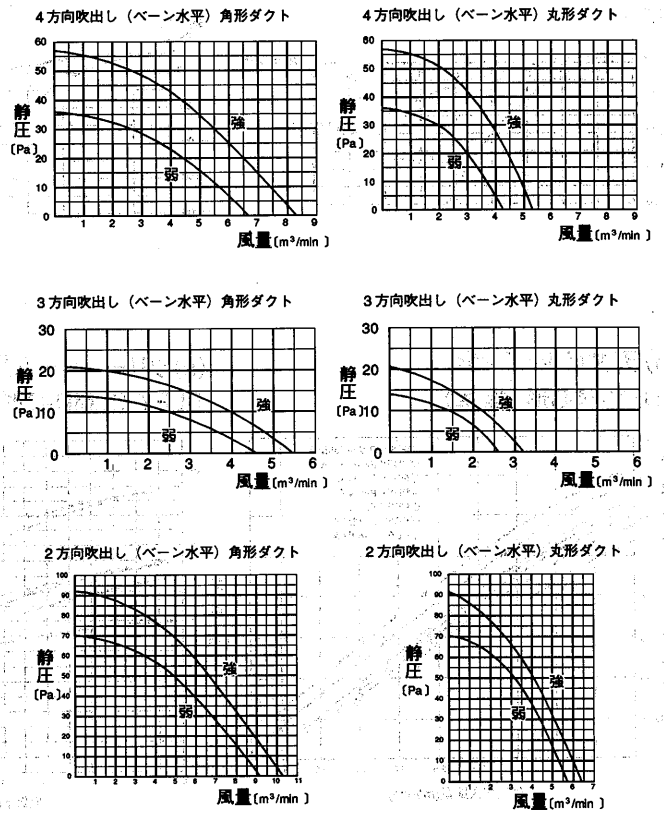 4方向吹出し（ベーン水平）角形ダクト
60
50
40
30
20
10
0
静圧
〔Pa〕
強
弱
1 2 3 4 5 6 7 8 9
風量〔m³/min 〕
4方向吹出し（ベーン水平）丸形ダクト
60
50
40
30
20
10
0
静圧
〔Pa〕
強
弱
1 2 3 4 5 6 7 8 9
風量〔m³/min 〕
3方向吹出し（ベーン水平）角形ダクト
30
20
10
0
静圧
〔Pa〕
強
弱
1 2 3 4 5 6
風量〔m³/min 〕
3方向吹出し（ベーン水平）丸形ダクト
30
20
10
0
静圧
〔Pa〕
強
弱
1 2 3 4 5 6
風量〔m³/min 〕
2方向吹出し（ベーン水平）角形ダクト
100
90
80
70
60
50
40
30
20
10
0
静圧
〔Pa〕
強
弱
1 2 3 4 5 6 7 8 9 10 11
風量〔m³/min 〕
2方向吹出し（ベーン水平）丸形ダクト
100
90
80
70
60
50
40
30
20
10
0
静圧
〔Pa〕
強
弱
1 2 3 4 5 6 7
風量〔m³/min 〕